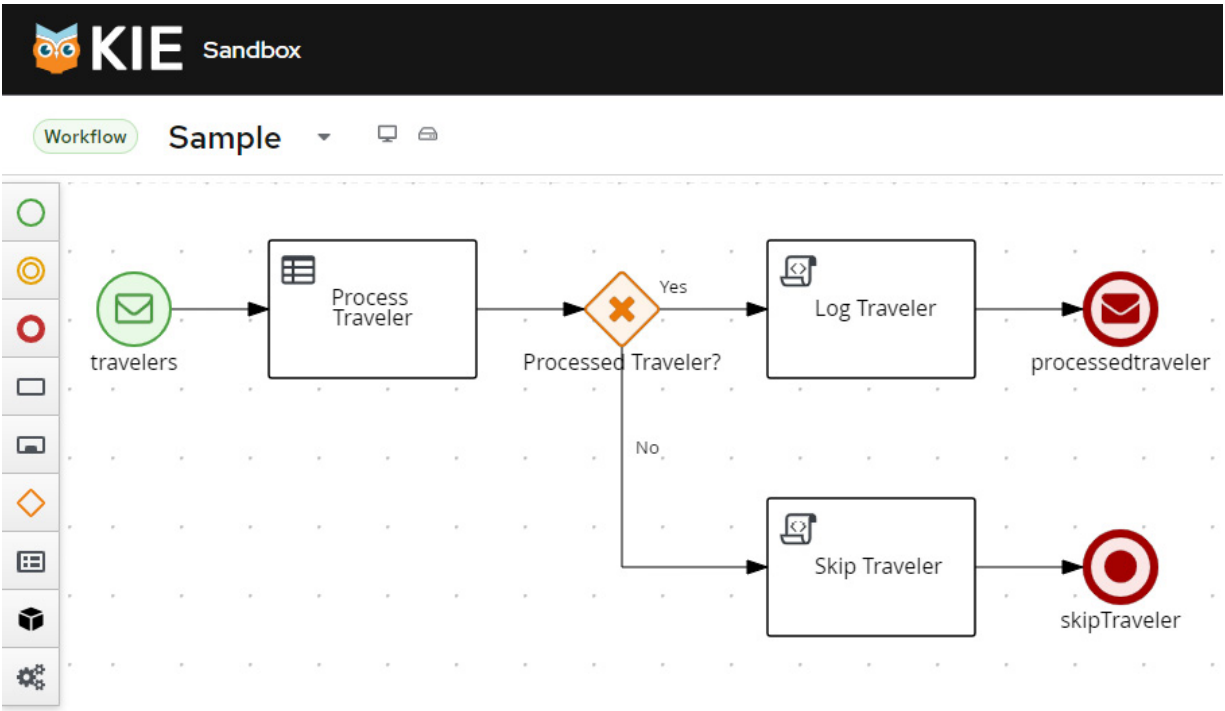 KIE Sandbox
Workflow Sample
Process
Traveler
Yes
Log Traveler
travelers
Processed Traveler?
processedtraveler
No
Skip Traveler
skipTraveler